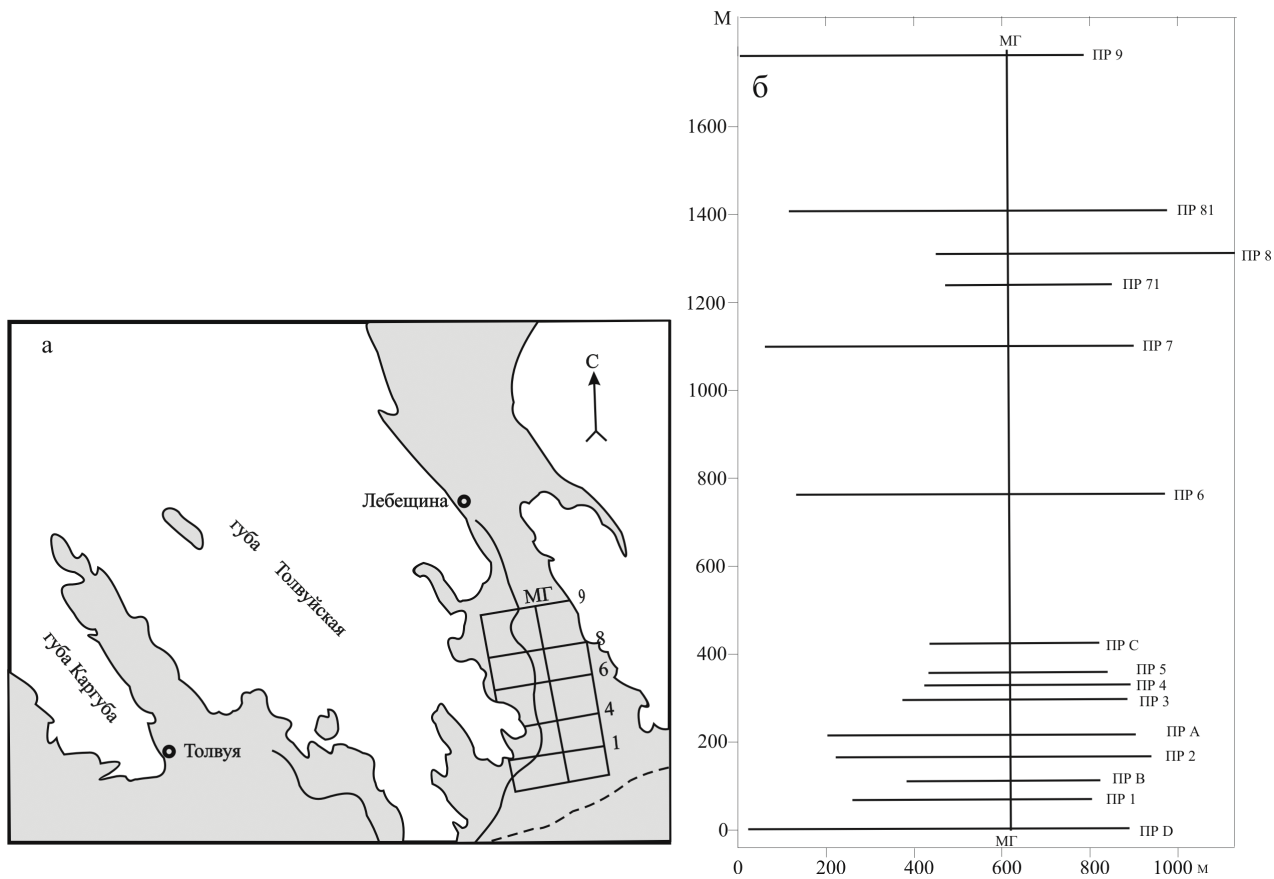 а
С
Лебещина
губа
Толвуйская
МГ
9
8
6
4
1
губа Каргуба
Толвуя
М
МГ
ПР 9
б
1600
ПР 81
1400
ПР 8
ПР 71
1200
ПР 7
1000
800
ПР 6
600
ПР С
400
ПР 5
ПР 4
ПР 3
ПР А
200
ПР 2
ПР В
ПР 1
0
ПР D
МГ
0 200 400 600 800 1000 м